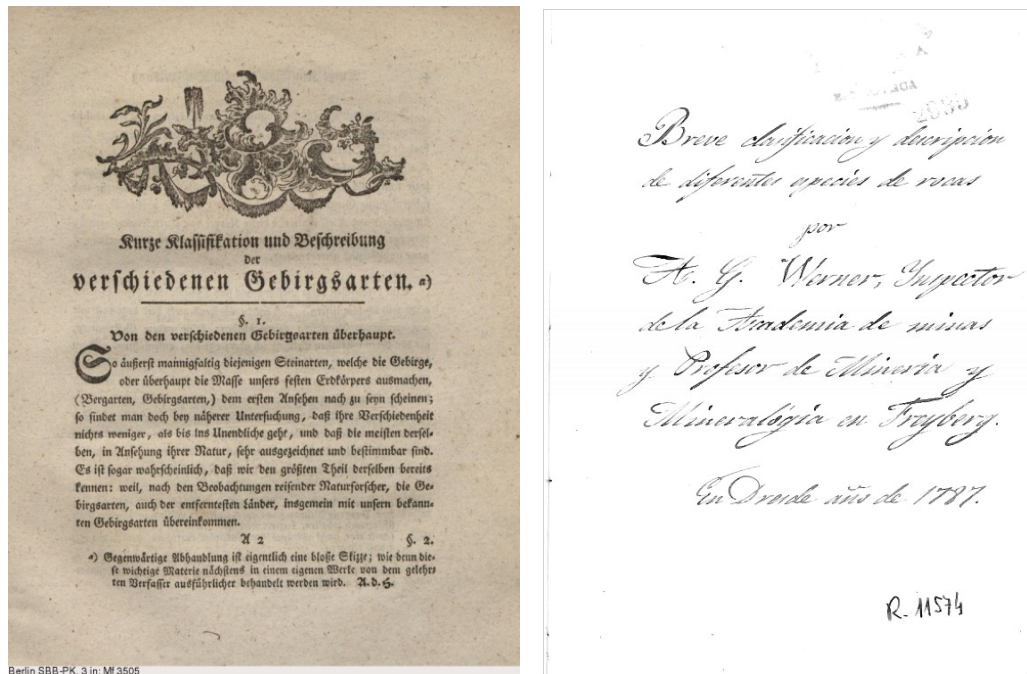 Kurze Klassifikation und Beschreibung
der
verschiedenen Gebirgsarten. a)
§. 1.
Von den verschiedenen Gebirgsarten überhaupt.
So äußerst mannigfaltig diejenigen Steinarten, welche die Gebirge,
oder überhaupt die Masse unsers festen Erdkörpers ausmachen,
(Bergarten, Gebirgsarten,) dem ersten Ansehen nach zu seyn scheinen;
so findet man doch bey näherer Untersuchung, daß ihre Verschiedenheit
nichts weniger, als bis ins Unendliche geht, und daß die meisten dersel-
ben, in Ansehung ihrer Natur, sehr ausgezeichnet und bestimmbar sind.
Es ist sogar wahrscheinlich, daß wir den größten Theil derselben bereits
kennen: weil, nach den Beobachtungen reisender Naturforscher, die Ge-
birgsarten, auch der entferntesten Länder, insgemein mit unsern bekann-
ten Gebirgsarten übereinkommen.
A 2 §. 2.
a) Gegenwärtige Abhandlung ist eigentlich eine bloße Skizze; wie denn die-
se wichtige Materie nächstens in einem eigenen Werke von dem gelehr-
ten Verfasser ausführlicher behandelt werden wird. A. d. H.
Berlin SBB-PK, 3 in: Mf 3505
2039
Breve clasificacion y descripcion
de diferentes especies de rocas
por
A. G. Werner, Inspector
de la Academia de minas
y Profesor de Mineria y
Mineralógia en Freyberg.
En Dresde año de 1787.
R. 11574